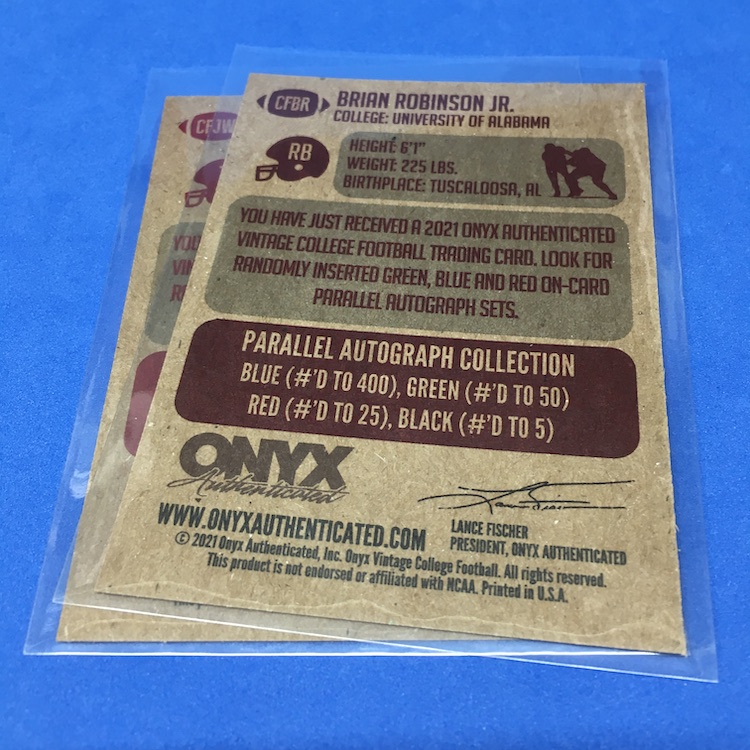 CFBR
BRIAN ROBINSON JR.
COLLEGE: UNIVERSITY OF ALABAMA
RB
HEIGHT: 6'1"
WEIGHT: 225 LBS.
BIRTHPLACE: TUSCALOOSA, AL
YOU HAVE JUST RECEIVED A 2021 ONYX AUTHENTICATED
VINTAGE COLLEGE FOOTBALL TRADING CARD. LOOK FOR
RANDOMLY INSERTED GREEN, BLUE AND RED ON-CARD
PARALLEL AUTOGRAPH SETS.
PARALLEL AUTOGRAPH COLLECTION
BLUE (#'D TO 400), GREEN (#'D TO 50)
RED (#'D TO 25), BLACK (#'D TO 5)
ONYX
Authenticated
WWW.ONYXAUTHENTICATED.COM
LANCE FISCHER
PRESIDENT, ONYX AUTHENTICATED
© 2021 Onyx Authenticated, Inc. Onyx Vintage College Football. All rights reserved.
This product is not endorsed or affiliated with NCAA. Printed in U.S.A.
CFJW
YOU